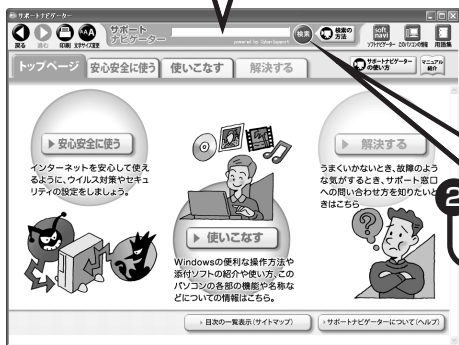 サポートナビゲーター
戻る 進む 印刷 文字サイズ変更
サポート
ナビゲーター
powered by CyberSupport
検索
検索の
方法
soft
navi
ソフトナビゲーター このパソコンの情報 用語集
トップページ 安心安全に使う 使いこなす 解決する
サポートナビゲーター
の使い方
マニュアル
紹介
安心安全に使う
インターネットを安心して使え
るように、ウイルス対策やセキュ
リティの設定をしましょう。
使いこなす
Windowsの便利な操作方法や
添付ソフトの紹介や使い方、この
パソコンの各部の機能や名称な
どについての情報はこちら。
解決する
うまくいかないとき、故障のよう
な気がするとき、サポート窓口
への問い合わせ方を知りたいと
きはこちら
2
目次の一覧表示(サイトマップ)
サポートナビゲーターについて(ヘルプ)